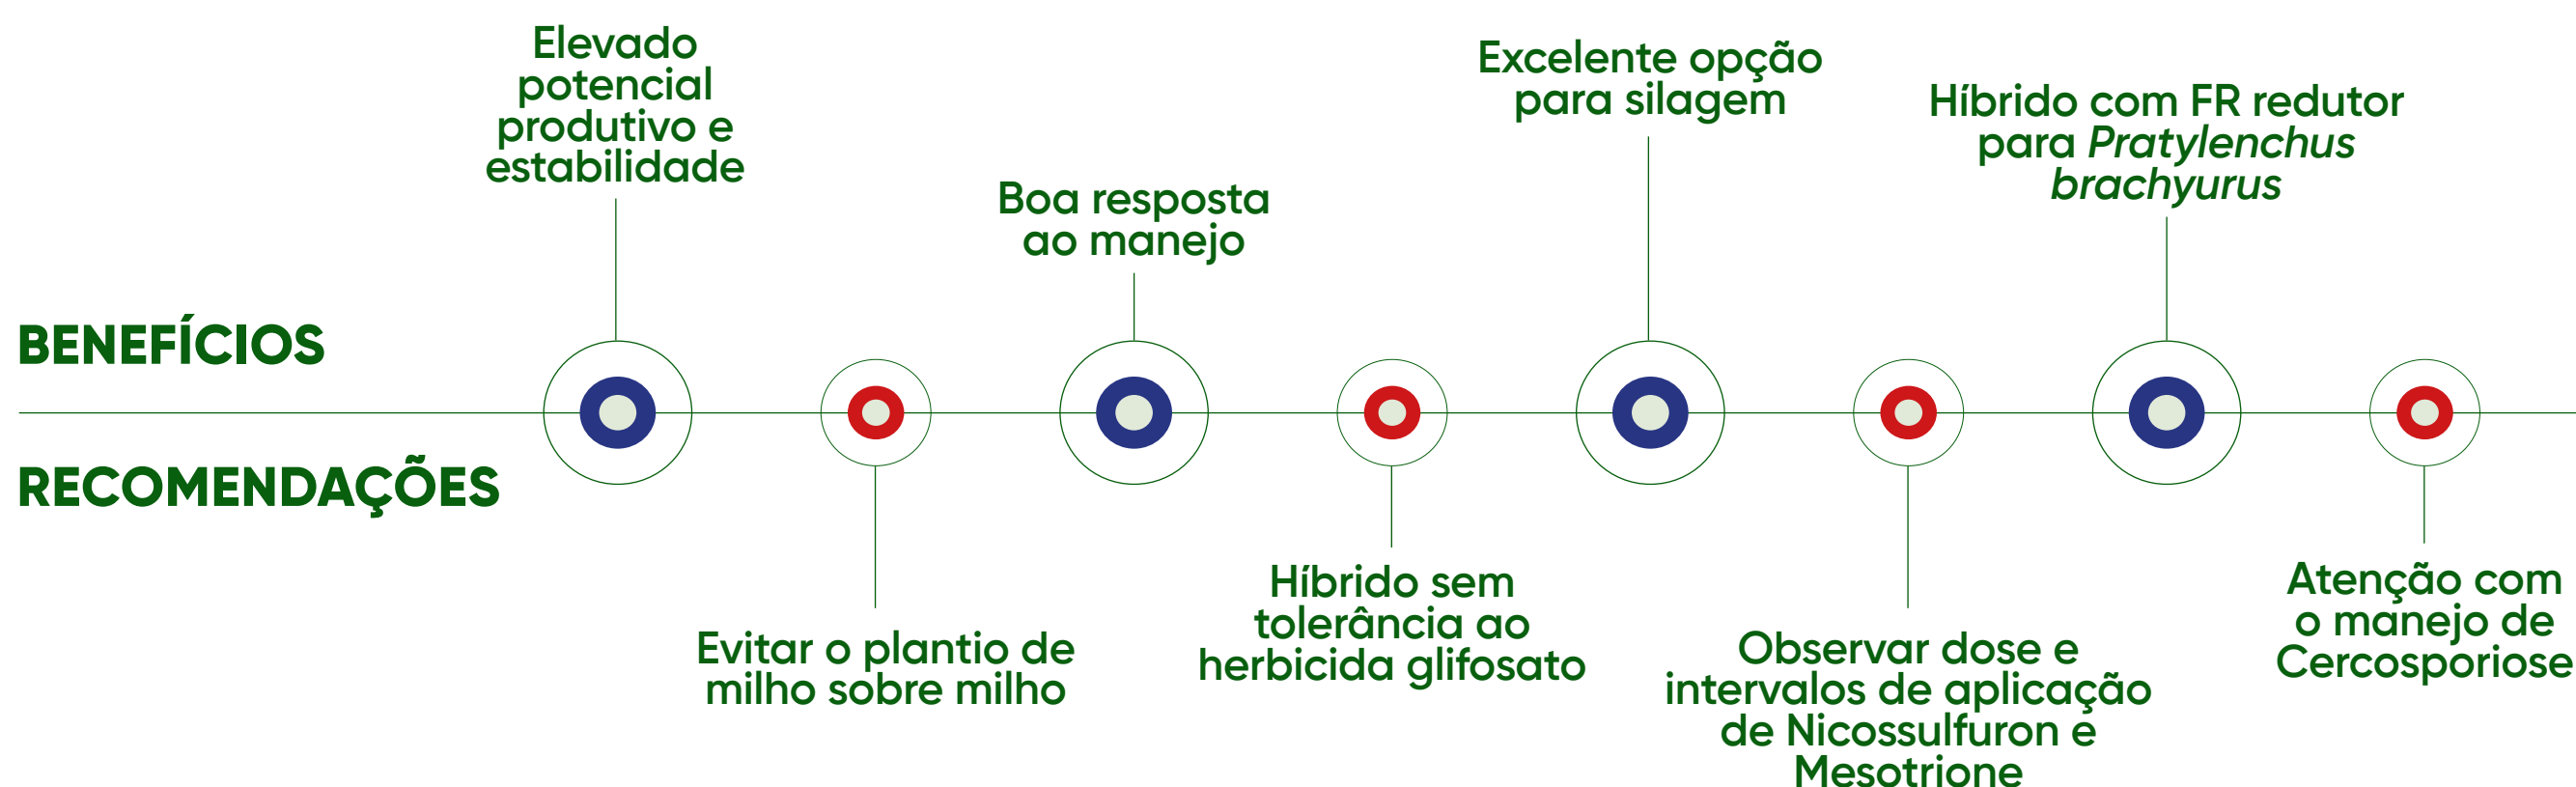 BENEFÍCIOS
Elevado
potencial
produtivo e
estabilidade
Boa resposta
ao manejo
Excelente opção
para silagem
Híbrido com FR redutor
para Pratylenchus
brachyurus
RECOMENDAÇÕES
Evitar o plantio de
milho sobre milho
Híbrido sem
tolerância ao
herbicida glifosato
Observar dose e
intervalos de aplicação
de Nicossulfuron e
Mesotrione
Atenção com
o manejo de
Cercosporiose